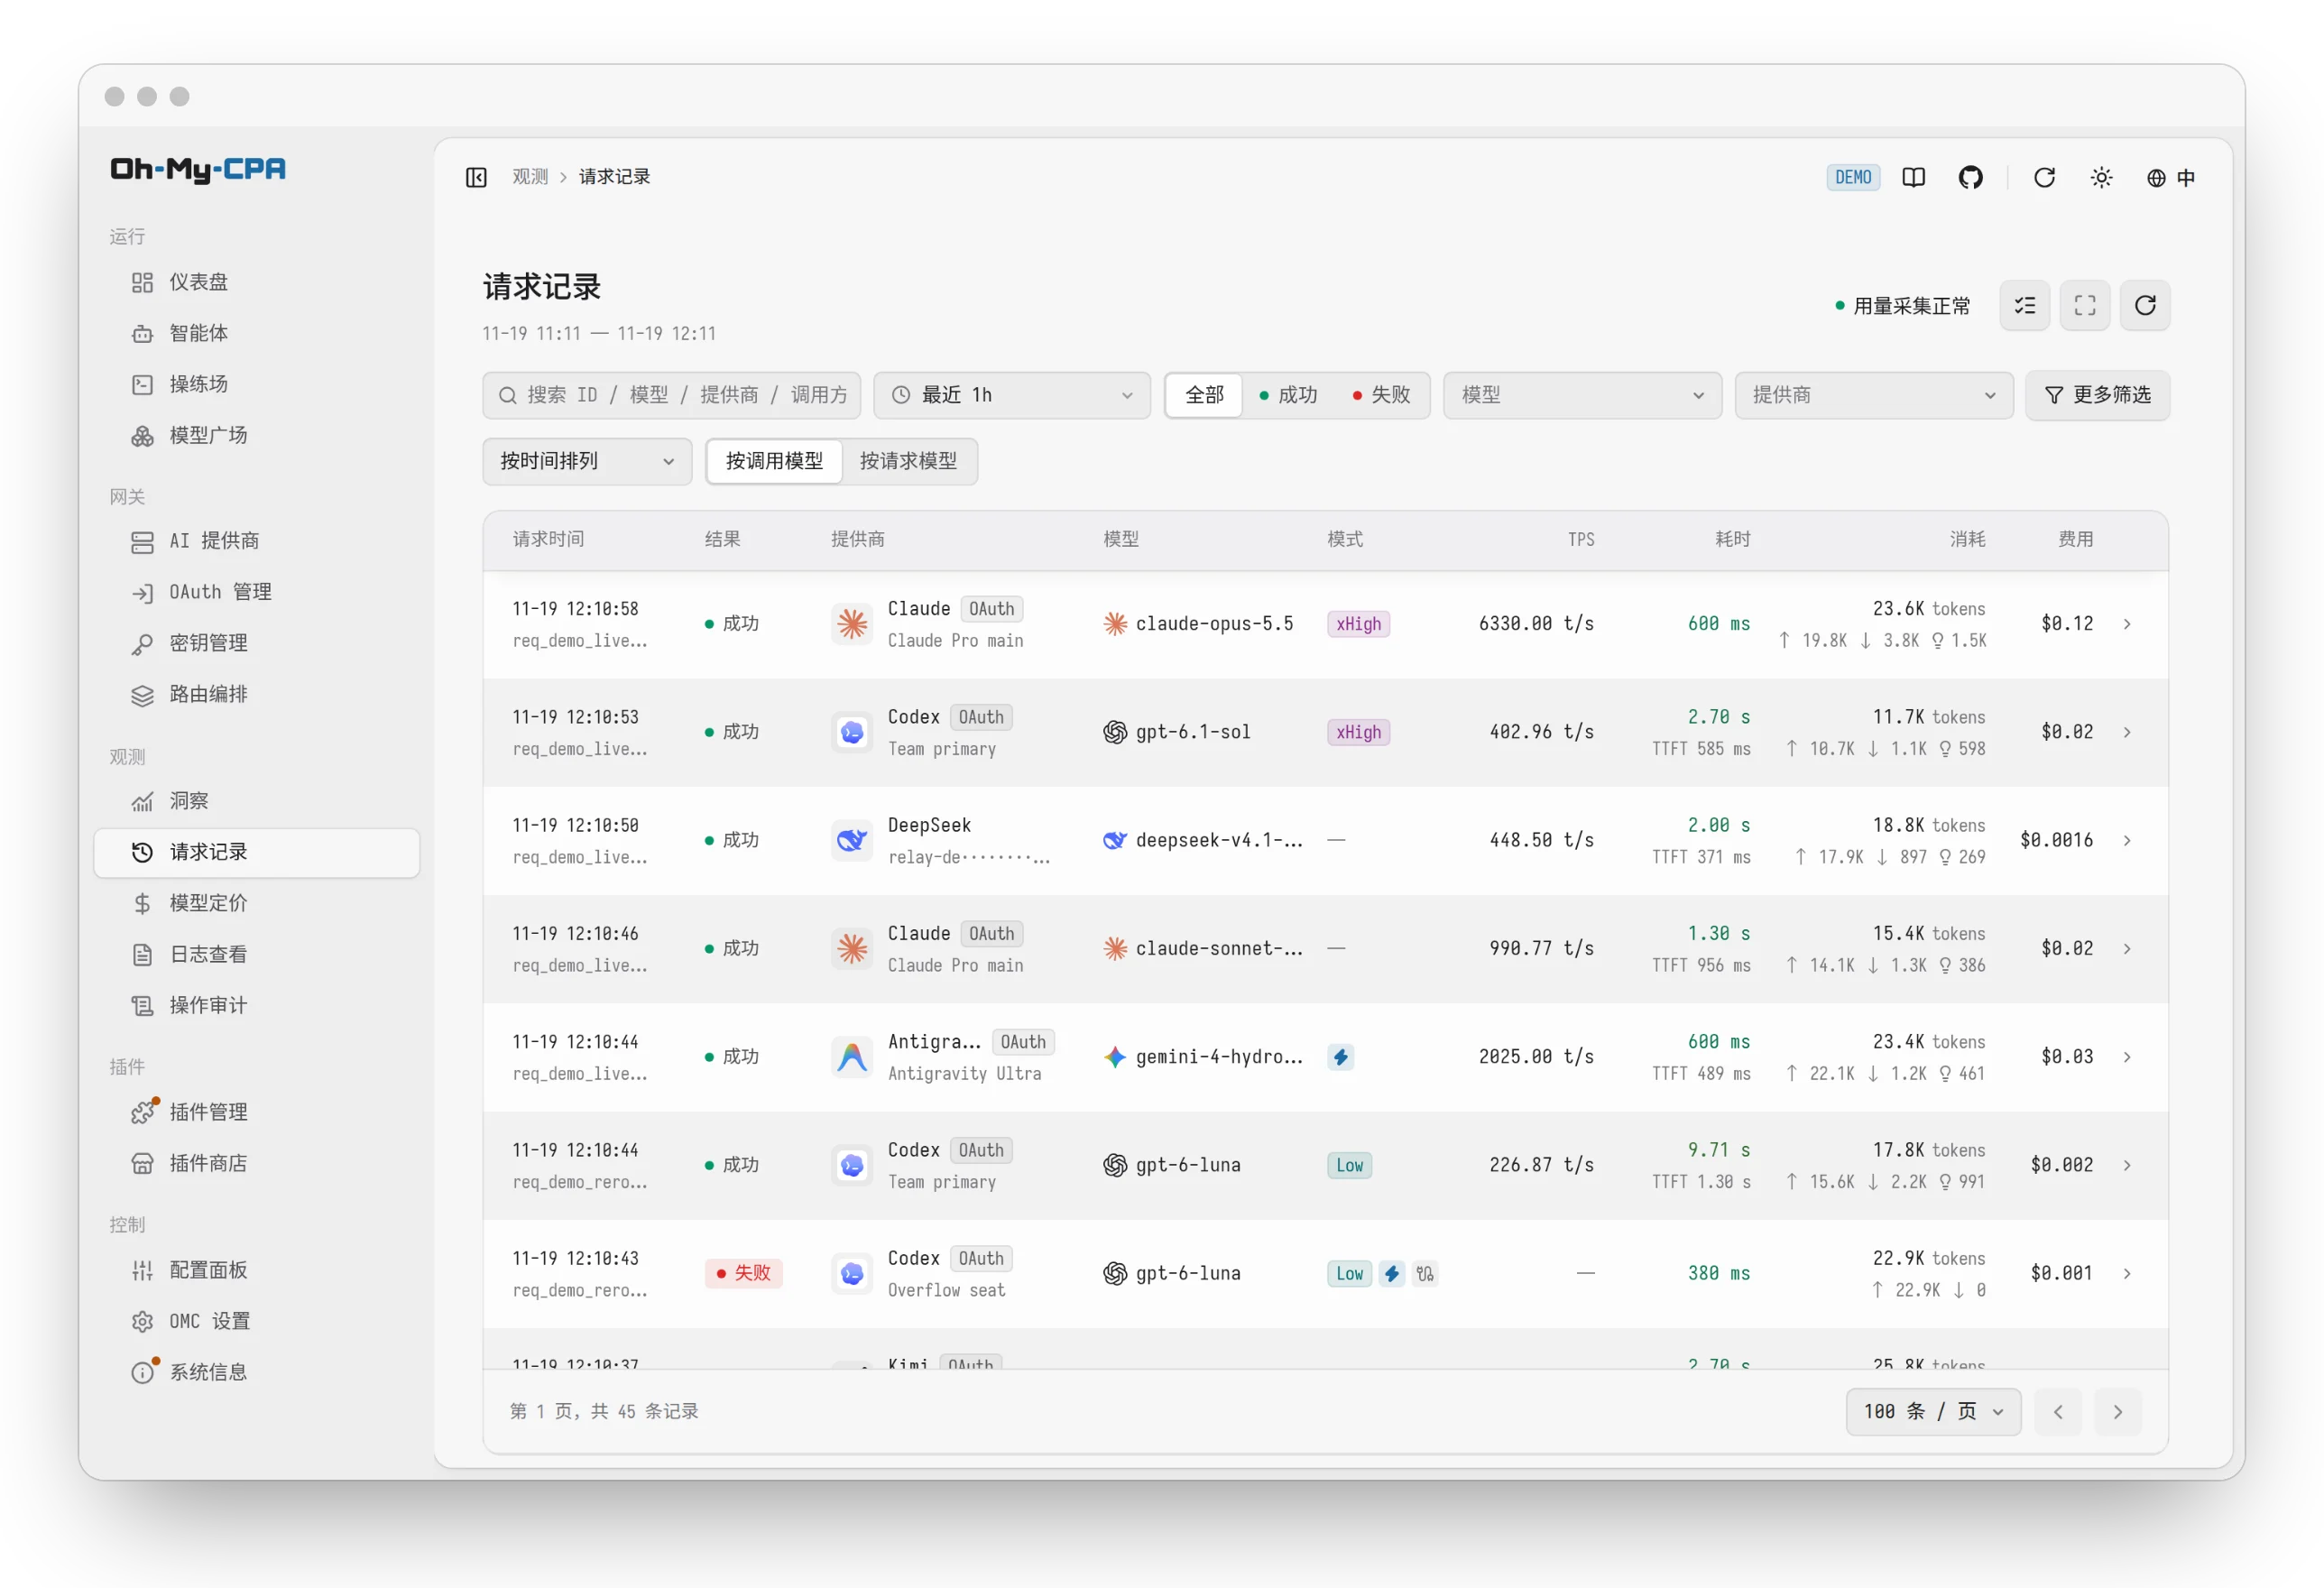 Oh-My-CPA
运行
仪表盘
智能体
操练场
模型广场
网关
AI 提供商
OAuth 管理
密钥管理
路由编排
观测
洞察
请求记录
模型定价
日志查看
操作审计
插件
插件管理
插件商店
控制
配置面板
OMC 设置
系统信息
观测 > 请求记录
DEMO
中
请求记录
11-19 11:11 — 11-19 12:11
用量采集正常
搜索 ID / 模型 / 提供商 / 调用方
最近 1h
全部 成功 失败
模型
提供商
更多筛选
按时间排列
按调用模型 按请求模型
请求时间 结果 提供商 模型 模式 TPS 耗时 消耗 费用
11-19 12:10:58 成功 Claude OAuth claude-opus-5.5 xHigh 6330.00 t/s 600 ms 23.6K tokens $0.12
req_demo_live... Claude Pro main ↑ 19.8K ↓ 3.8K 1.5K
11-19 12:10:53 成功 Codex OAuth gpt-6.1-sol xHigh 402.96 t/s 2.70 s 11.7K tokens $0.02
req_demo_live... Team primary TTFT 585 ms ↑ 10.7K ↓ 1.1K 598
11-19 12:10:50 成功 DeepSeek deepseek-v4.1-... — 448.50 t/s 2.00 s 18.8K tokens $0.0016
req_demo_live... relay-de········... TTFT 371 ms ↑ 17.9K ↓ 897 269
11-19 12:10:46 成功 Claude OAuth claude-sonnet-... — 990.77 t/s 1.30 s 15.4K tokens $0.02
req_demo_live... Claude Pro main TTFT 956 ms ↑ 14.1K ↓ 1.3K 386
11-19 12:10:44 成功 Antigra... OAuth gemini-4-hydro... 2025.00 t/s 600 ms 23.4K tokens $0.03
req_demo_live... Antigravity Ultra TTFT 489 ms ↑ 22.1K ↓ 1.2K 461
11-19 12:10:44 成功 Codex OAuth gpt-6-luna Low 226.87 t/s 9.71 s 17.8K tokens $0.002
req_demo_rero... Team primary TTFT 1.30 s ↑ 15.6K ↓ 2.2K 991
11-19 12:10:43 失败 Codex OAuth gpt-6-luna Low — 380 ms 22.9K tokens $0.001
req_demo_rero... Overflow seat ↑ 22.9K ↓ 0
11-19 12:10:37 Kimi OAuth 2.70 s 25.8K tokens
第 1 页，共 45 条记录
100 条 / 页